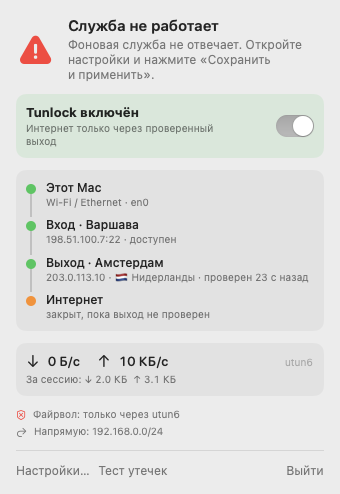 Служба не работает
Фоновая служба не отвечает. Откройте
настройки и нажмите «Сохранить
и применить».
Tunlock включён
Интернет только через проверенный
выход
Этот Mac
Wi-Fi / Ethernet · en0
Вход · Варшава
198.51.100.7:22 · доступен
Выход · Амстердам
203.0.113.10 · 🇳🇱 Нидерланды · проверен 23 с назад
Интернет
закрыт, пока выход не проверен
↓ 0 Б/с ↑ 10 КБ/с utun6
За сессию: ↓ 2.0 КБ ↑ 3.1 КБ
Файрвол: только через utun6
Напрямую: 192.168.0.0/24
Настройки... Тест утечек Выйти